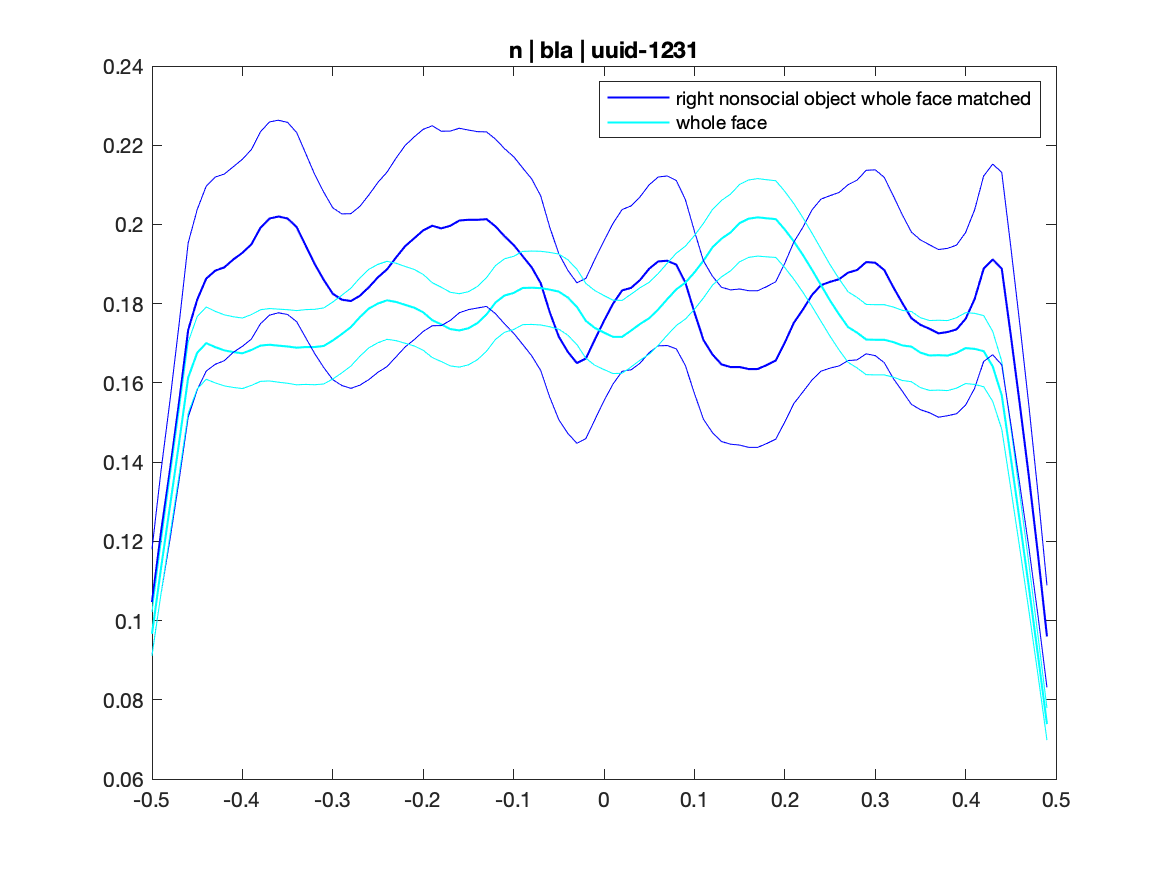 n | bla | uuid-1231
right nonsocial object whole face matched
whole face
0.24
0.22
0.2
0.18
0.16
0.14
0.12
0.1
0.08
0.06
-0.5 -0.4 -0.3 -0.2 -0.1 0 0.1 0.2 0.3 0.4 0.5